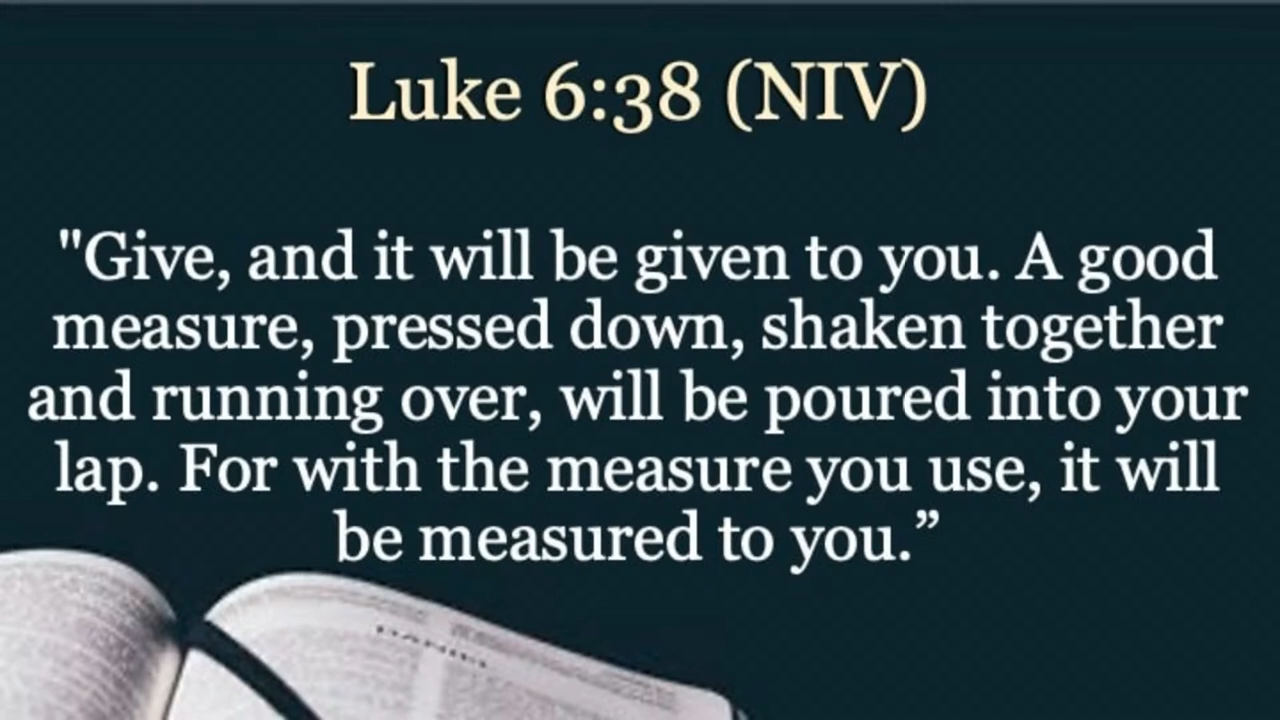 Luke 6:38 (NIV)
"Give, and it will be given to you. A good
measure, pressed down, shaken together
and running over, will be poured into your
lap. For with the measure you use, it will
be measured to you.”
DANIEL